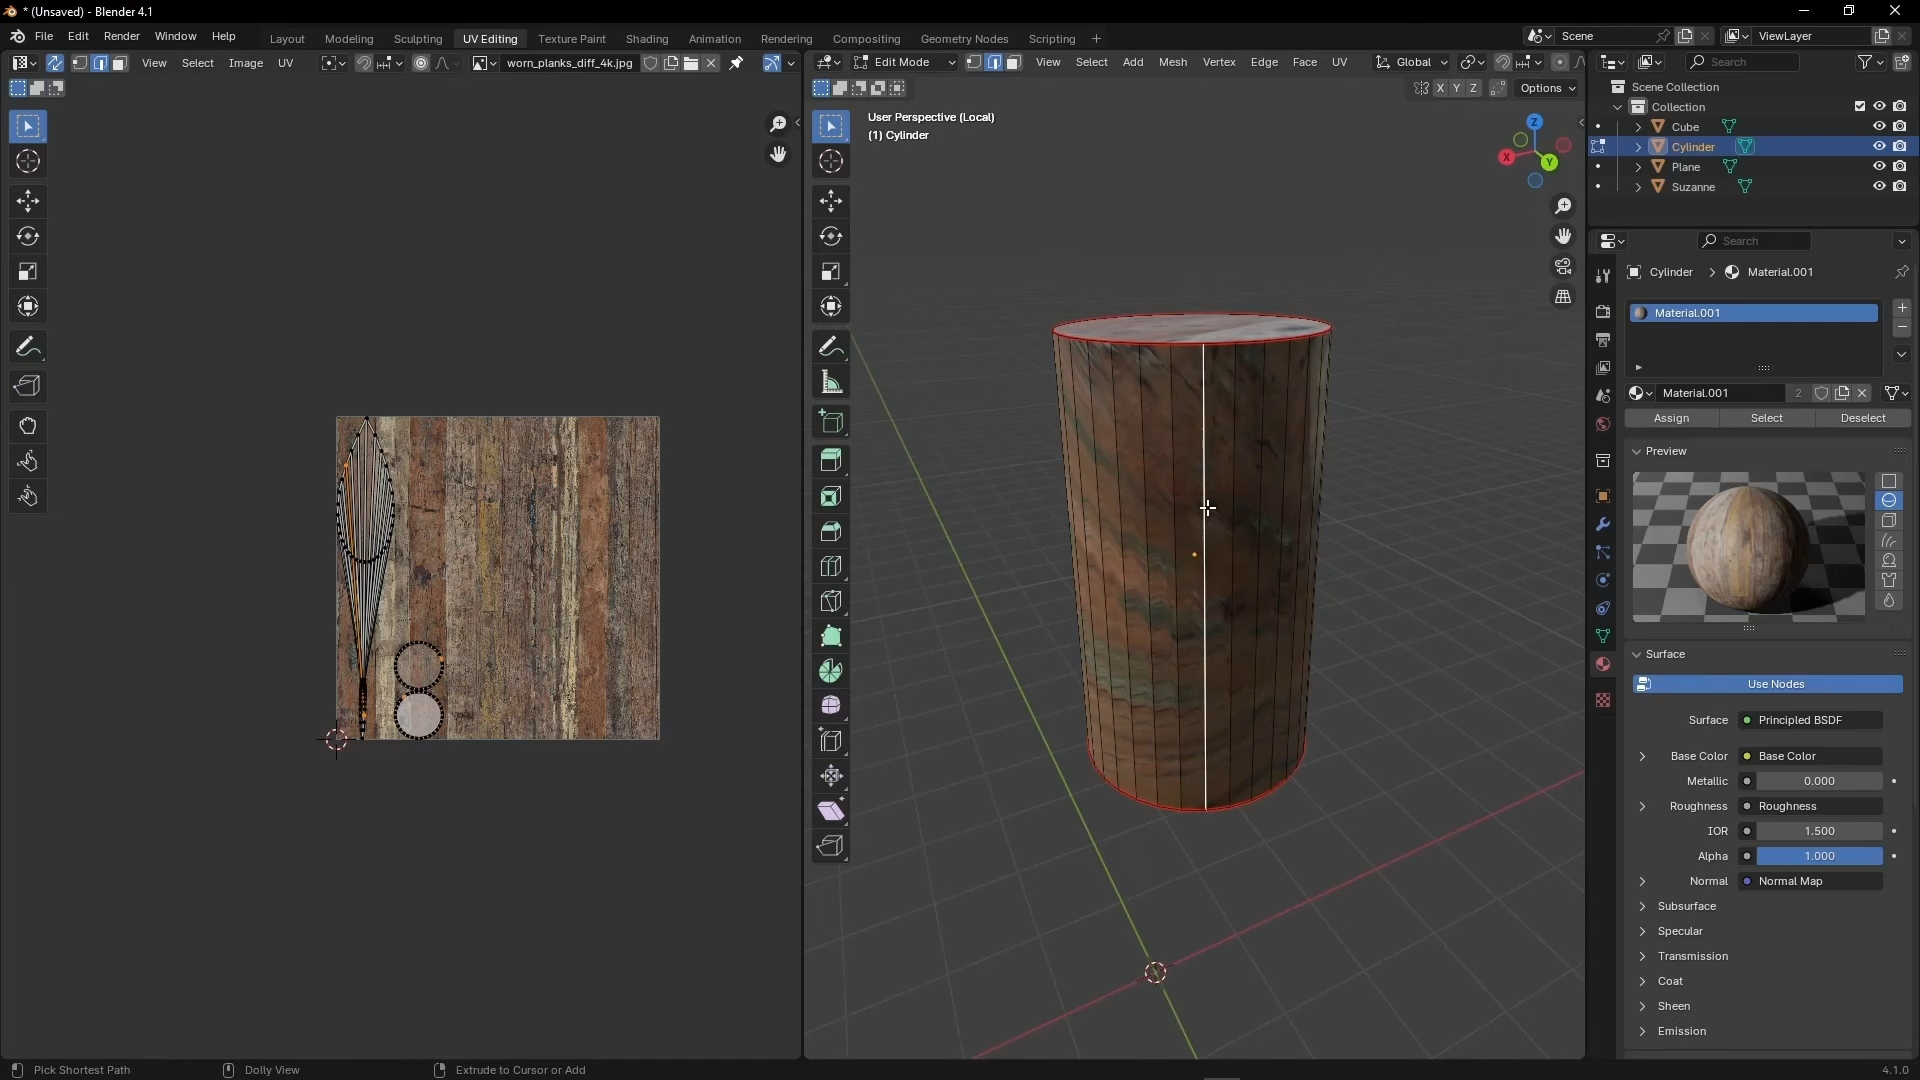 * (Unsaved) - Blender 4.1
File Edit Render Window Help
Layout Modeling Sculpting UV Editing Texture Paint Shading Animation Rendering Compositing Geometry Nodes Scripting +
Scene
ViewLayer
View Select Image UV
worn_planks_diff_4k.jpg
Edit Mode
View Select Add Mesh Vertex Edge Face UV
Global
X Y Z
Options
User Perspective (Local)
(1) Cylinder
Z
X
Y
Search
Scene Collection
Collection
Cube
Cylinder
Plane
Suzanne
Search
Cylinder > Material.001
Material.001
Material.001 2
Assign Select Deselect
Preview
Surface
Use Nodes
Surface Principled BSDF
Base Color Base Color
Metallic 0.000
Roughness Roughness
IOR 1.500
Alpha 1.000
Normal Normal Map
Subsurface
Specular
Transmission
Coat
Sheen
Emission
Pick Shortest Path
Dolly View
Extrude to Cursor or Add
4.1.0